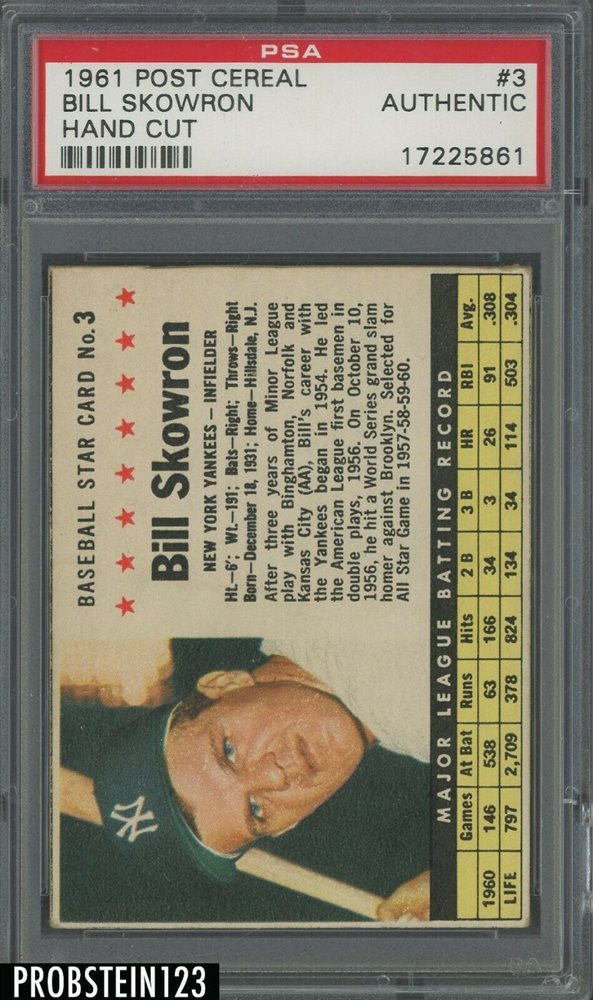 PSA
1961 POST CEREAL #3
BILL SKOWRON AUTHENTIC
HAND CUT
17225861
BASEBALL STAR CARD No. 3
Bill Skowron
NEW YORK YANKEES — INFIELDER
Ht.—6'; Wt.—191; Bats—Right; Throws—Right
Born—December 18, 1931; Home—Hillsdale, N.J.
After three years of Minor League
play with Binghamton, Norfolk and
Kansas City (AA), Bill's career with
the Yankees began in 1954. He led
the American League first basemen in
double plays, 1956. On October 10,
1956, he hit a World Series grand slam
homer against Brooklyn. Selected for
All Star Game in 1957-58-59-60.
NY
MAJOR LEAGUE BATTING RECORD
Games At Bat Runs Hits 2 B 3 B HR RBI Avg.
1960 146 538 63 166 34 3 26 91 .308
LIFE 797 2,709 378 824 134 34 114 503 .304
PROBSTEIN123